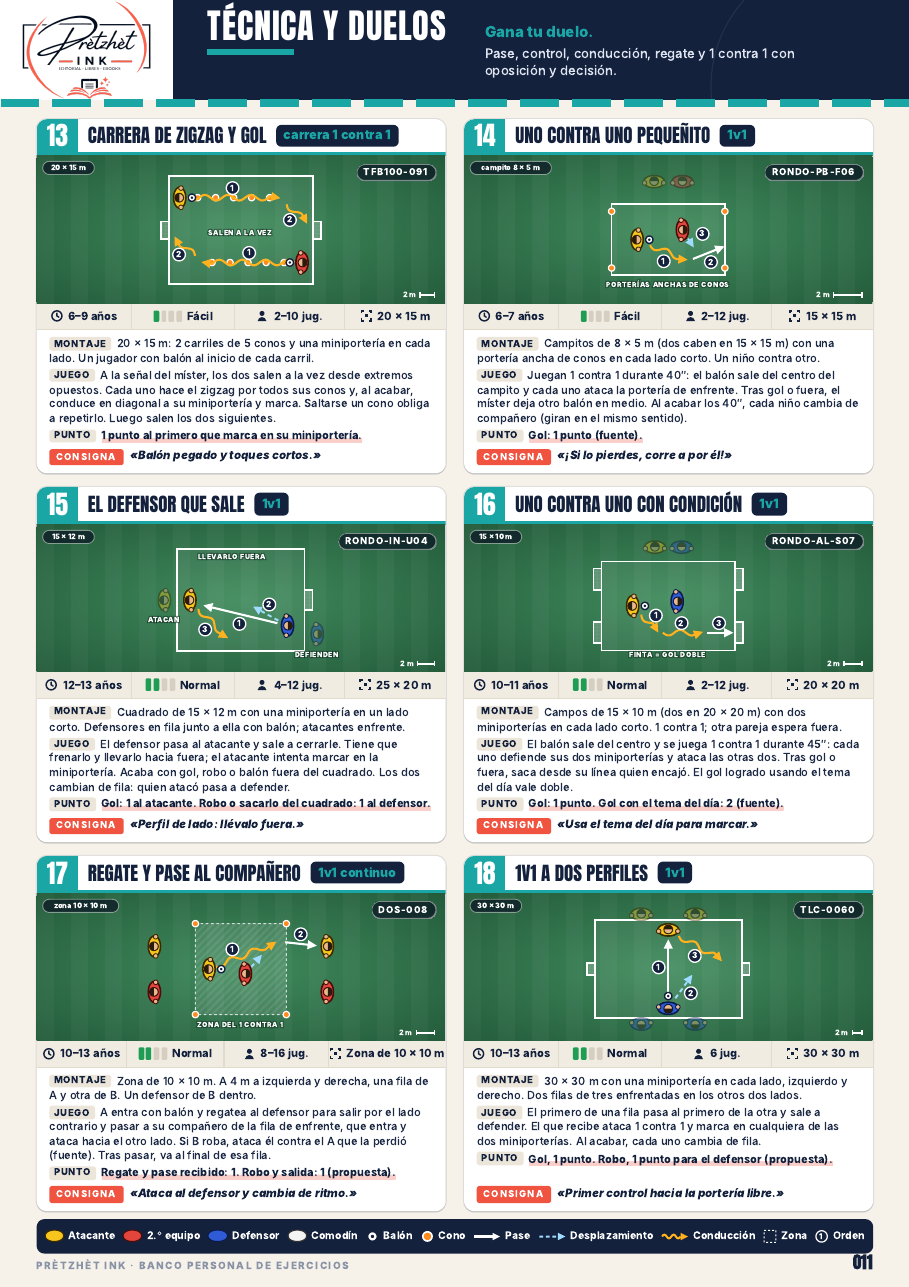 Prètzhèt
INK
EDITORIAL · LIBRES · EBOOKS
TÉCNICA Y DUELOS
Gana tu duelo.
Pase, control, conducción, regate y 1 contra 1 con
oposición y decisión.
13 CARRERA DE ZIGZAG Y GOL carrera 1 contra 1
20 × 15 m
TFB100-091
1
2
SALEN A LA VEZ
2
1
2 m
6–9 años Fácil 2–10 jug. 20 × 15 m
MONTAJE 20 × 15 m: 2 carriles de 5 conos y una miniportería en cada
lado. Un jugador con balón al inicio de cada carril.
JUEGO A la señal del míster, los dos salen a la vez desde extremos
opuestos. Cada uno hace el zigzag por todos sus conos y, al acabar,
conduce en diagonal a su miniportería y marca. Saltarse un cono obliga
a repetirlo. Luego salen los dos siguientes.
PUNTO 1 punto al primero que marca en su miniportería.
CONSIGNA «Balón pegado y toques cortos.»
14 UNO CONTRA UNO PEQUEÑITO 1v1
campito 8 × 5 m
RONDO-PB-F06
3
1
2
PORTERÍAS ANCHAS DE CONOS
2 m
6–7 años Fácil 2–12 jug. 15 × 15 m
MONTAJE Campitos de 8 × 5 m (dos caben en 15 × 15 m) con una
portería ancha de conos en cada lado corto. Un niño contra otro.
JUEGO Juegan 1 contra 1 durante 40″: el balón sale del centro del
campito y cada uno ataca la portería de enfrente. Tras gol o fuera, el
míster deja otro balón en medio. Al acabar los 40″, cada niño cambia de
compañero (giran en el mismo sentido).
PUNTO Gol: 1 punto (fuente).
CONSIGNA «¡Si lo pierdes, corre a por él!»
15 EL DEFENSOR QUE SALE 1v1
15 × 12 m
RONDO-IN-U04
LLEVARLO FUERA
2
ATACAN
1
3
DEFIENDEN
2 m
12–13 años Normal 4–12 jug. 25 × 20 m
MONTAJE Cuadrado de 15 × 12 m con una miniportería en un lado
corto. Defensores en fila junto a ella con balón; atacantes enfrente.
JUEGO El defensor pasa al atacante y sale a cerrarle. Tiene que
frenarlo y llevarlo hacia fuera; el atacante intenta marcar en la
miniportería. Acaba con gol, robo o balón fuera del cuadrado. Los dos
cambian de fila: quien atacó pasa a defender.
PUNTO Gol: 1 al atacante. Robo o sacarlo del cuadrado: 1 al defensor.
CONSIGNA «Perfil de lado: llévalo fuera.»
16 UNO CONTRA UNO CON CONDICIÓN 1v1
15 × 10 m
RONDO-AL-S07
1
2
3
FINTA = GOL DOBLE
2 m
10–11 años Normal 2–12 jug. 20 × 20 m
MONTAJE Campos de 15 × 10 m (dos en 20 × 20 m) con dos
miniporterías en cada lado corto. 1 contra 1; otra pareja espera fuera.
JUEGO El balón sale del centro y se juega 1 contra 1 durante 45″: cada
uno defiende sus dos miniporterías y ataca las otras dos. Tras gol o
fuera, saca desde su línea quien encajó. El gol logrado usando el tema
del día vale doble.
PUNTO Gol: 1 punto. Gol con el tema del día: 2 (fuente).
CONSIGNA «Usa el tema del día para marcar.»
17 REGATE Y PASE AL COMPAÑERO 1v1 continuo
zona 10 × 10 m
DOS-008
2
1
ZONA DEL 1 CONTRA 1
2 m
10–13 años Normal 8–16 jug. Zona de 10 × 10 m
MONTAJE Zona de 10 × 10 m. A 4 m a izquierda y derecha, una fila de
A y otra de B. Un defensor de B dentro.
JUEGO A entra con balón y regatea al defensor para salir por el lado
contrario y pasar a su compañero de la fila de enfrente, que entra y
ataca hacia el otro lado. Si B roba, ataca él contra el A que la perdió
(fuente). Tras pasar, va al final de esa fila.
PUNTO Regate y pase recibido: 1. Robo y salida: 1 (propuesta).
CONSIGNA «Ataca al defensor y cambia de ritmo.»
18 1V1 A DOS PERFILES 1v1
30 × 30 m
TLC-0060
3
1
2
2 m
10–13 años Normal 6 jug. 30 × 30 m
MONTAJE 30 × 30 m con una miniportería en cada lado, izquierdo y
derecho. Dos filas de tres enfrentadas en los otros dos lados.
JUEGO El primero de una fila pasa al primero de la otra y sale a
defender. El que recibe ataca 1 contra 1 y marca en cualquiera de las
dos miniporterías. Al acabar, cada uno cambia de fila.
PUNTO Gol, 1 punto. Robo, 1 punto para el defensor (propuesta).
CONSIGNA «Primer control hacia la portería libre.»
Atacante 2.º equipo Defensor Comodín Balón Cono Pase Desplazamiento Conducción Zona 1 Orden
PRÈTZHÈT INK · BANCO PERSONAL DE EJERCICIOS
011